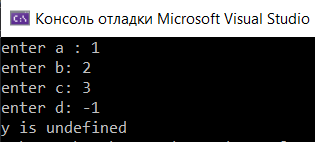 Консоль отладки Microsoft Visual Studio
enter a : 1
enter b: 2
enter c: 3
enter d: -1
y is undefined